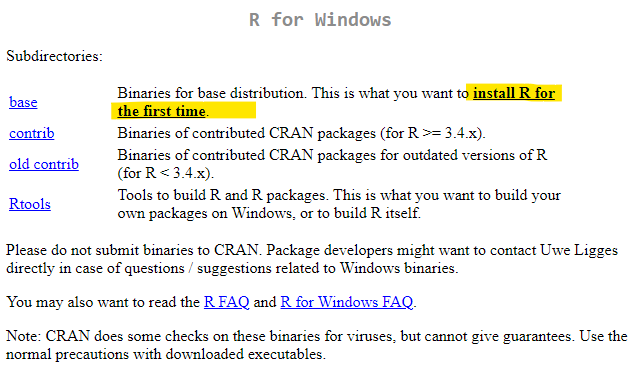 R for Windows
Subdirectories:
base
Binaries for base distribution. This is what you want to install R for
the first time.
contrib
Binaries of contributed CRAN packages (for R >= 3.4.x).
old contrib
Binaries of contributed CRAN packages for outdated versions of R
(for R < 3.4.x).
Rtools
Tools to build R and R packages. This is what you want to build your
own packages on Windows, or to build R itself.
Please do not submit binaries to CRAN. Package developers might want to contact Uwe Ligges
directly in case of questions / suggestions related to Windows binaries.
You may also want to read the R FAQ and R for Windows FAQ.
Note: CRAN does some checks on these binaries for viruses, but cannot give guarantees. Use the
normal precautions with downloaded executables.